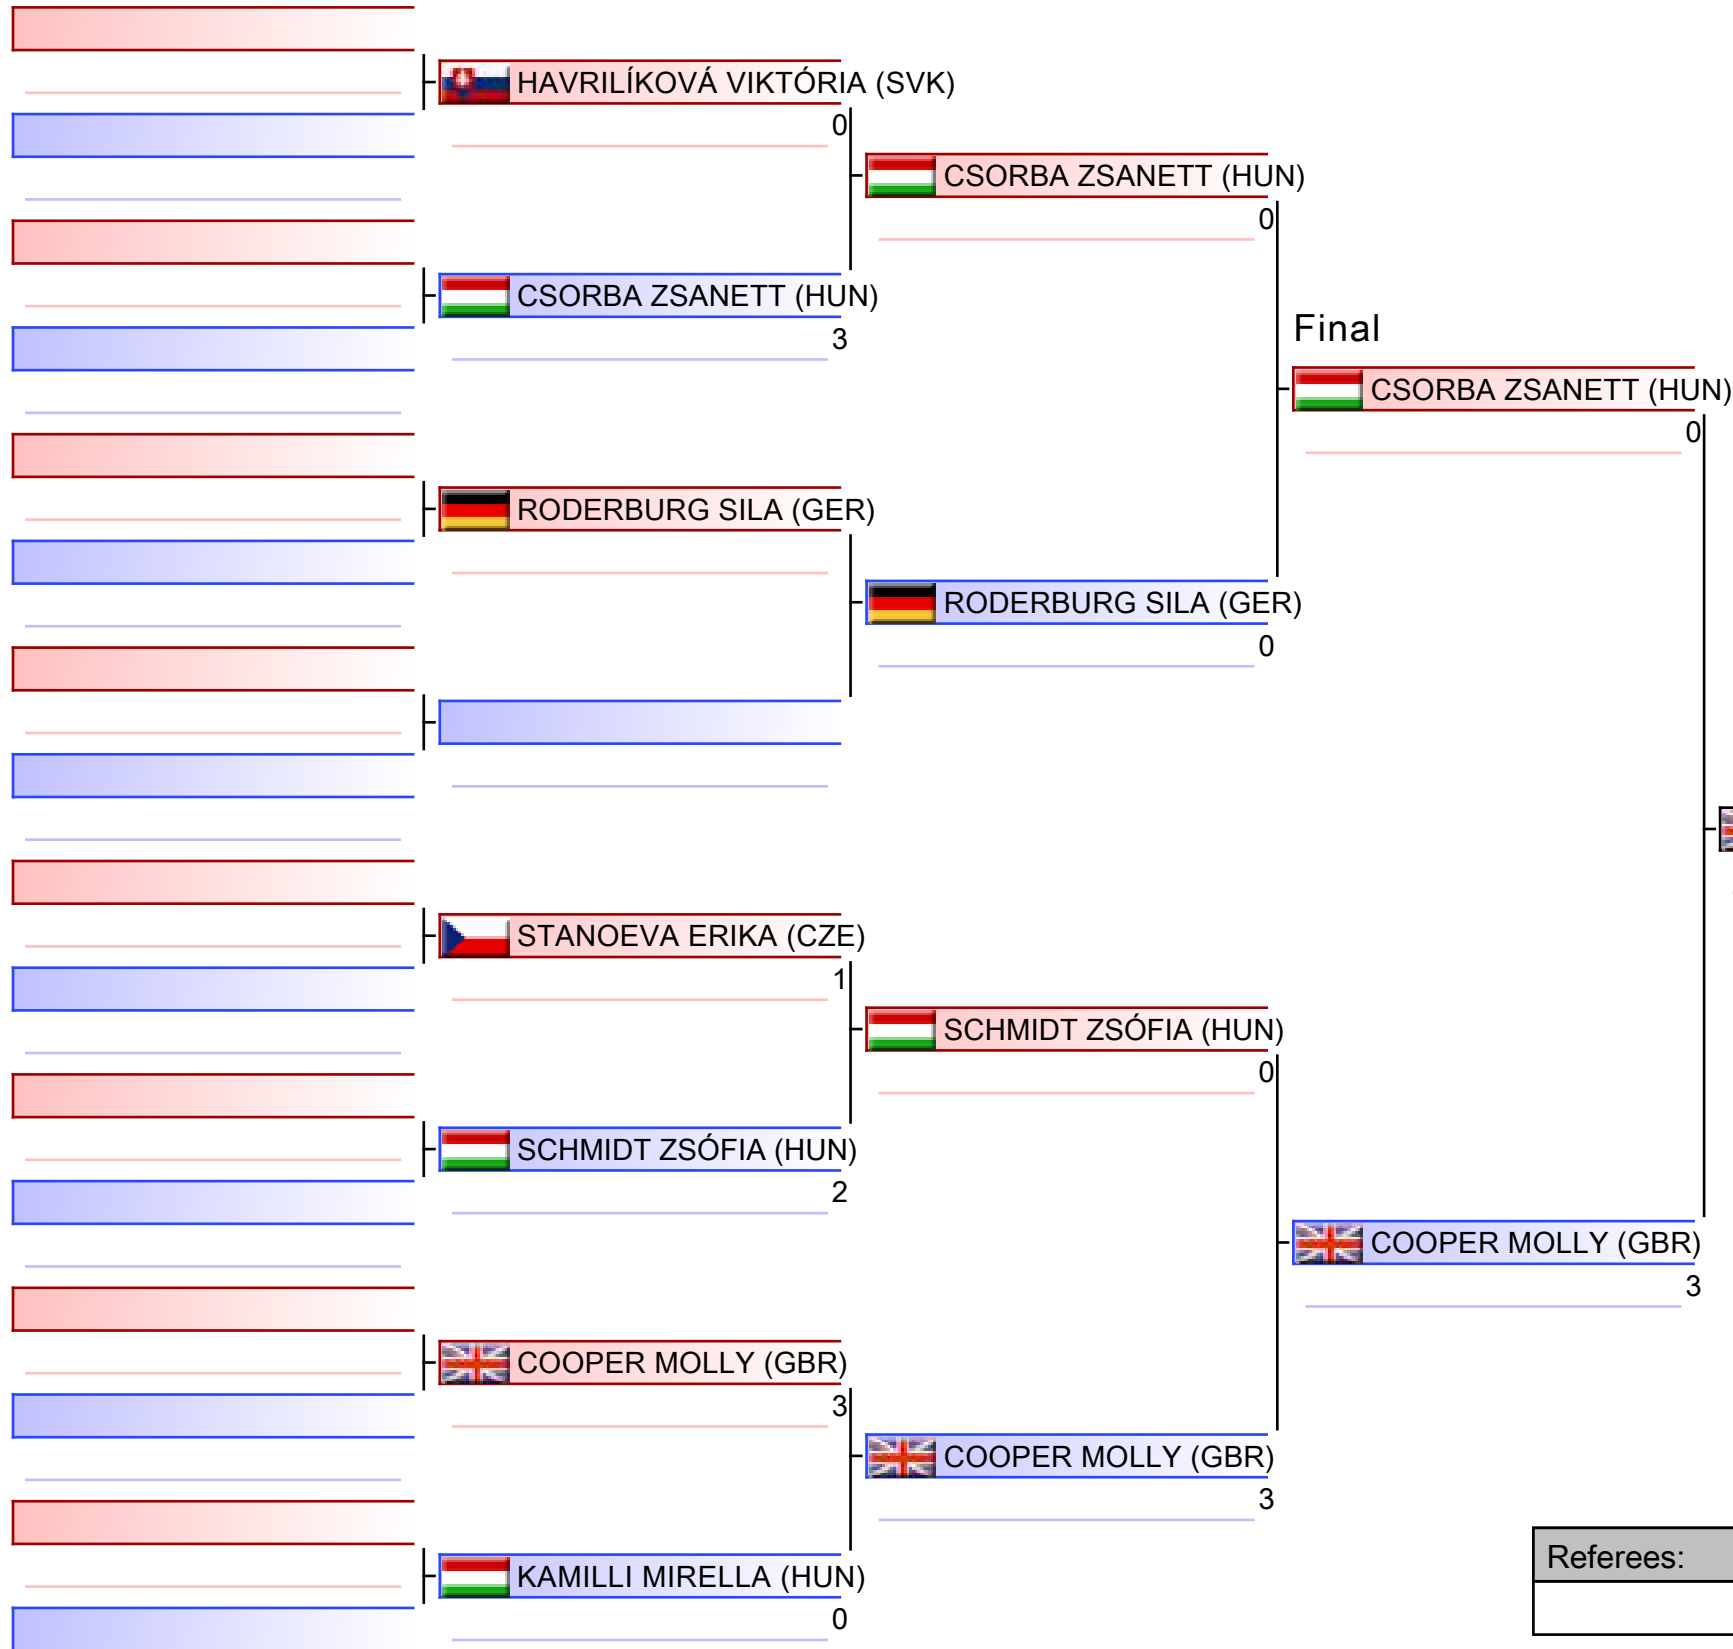 HAVRILÍKOVÁ VIKTÓRIA (SVK)
0
CSORBA ZSANETT (HUN)
0
CSORBA ZSANETT (HUN)
3
Final
CSORBA ZSANETT (HUN)
0
RODERBURG SILA (GER)
RODERBURG SILA (GER)
0
STANOEVA ERIKA (CZE)
1
SCHMIDT ZSÓFIA (HUN)
0
SCHMIDT ZSÓFIA (HUN)
2
COOPER MOLLY (GBR)
3
COOPER MOLLY (GBR)
3
COOPER MOLLY (GBR)
3
KAMILLI MIRELLA (HUN)
0
Referees: